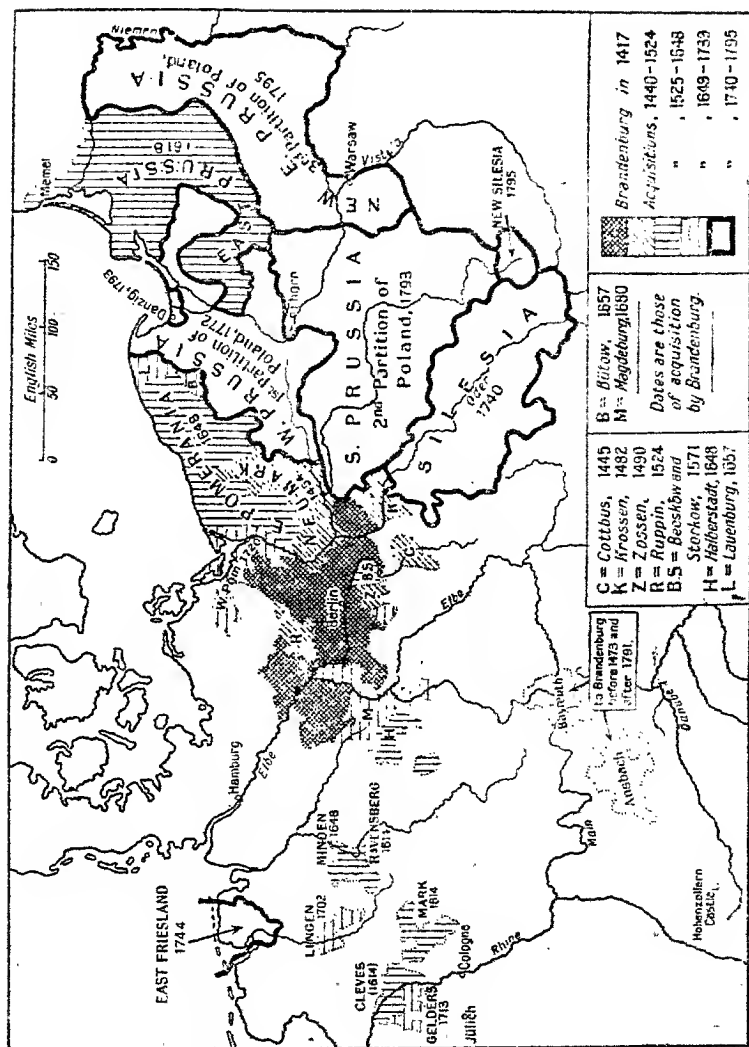 English Miles
0 50 100 150
Niemen
Memel
Danzig, 1793
EAST PRUSSIA
1618
N E W E. PRUSSIA
3rd Partition of Poland,
1795
Warsaw
Thorn
W. PRUSSIA
1st Partition of
Poland, 1772
E. POMERANIA
1648
L
B
NEUMARK
S. PRUSSIA
2nd Partition of
Poland, 1793
NEW SILESIA
1795
SILESIA
Oder
1740
K
C
B.S
Z
R
Berlin
M
H
Elbe
Hamburg
Elbe
EAST FRIESLAND
1744
LINGEN
1702
MINDEN
1648
RAVENSBERG
1614
CLEVES
(1614)
MARK
1614
GELDERS
1713
Jülich
Cologne
Rhine
Main
Bayreuth
Ansbach
to Brandenburg
before 1473 and
after 1791.
Danube
Hohenzollern
Castle
C = Cottbus, 1445
K = Krossen, 1482
Z = Zossen, 1490
R = Ruppin, 1524
B.S = Beeskow and
Storkow, 1571
H = Halberstadt, 1648
L = Lauenburg, 1657
B = Bütow, 1657
M = Magdeburg, 1680
Dates are those
of acquisition
by Brandenburg.
Brandenburg in 1417
Acquisitions, 1440-1524
" , 1525-1648
" , 1649-1739
" , 1740-1795